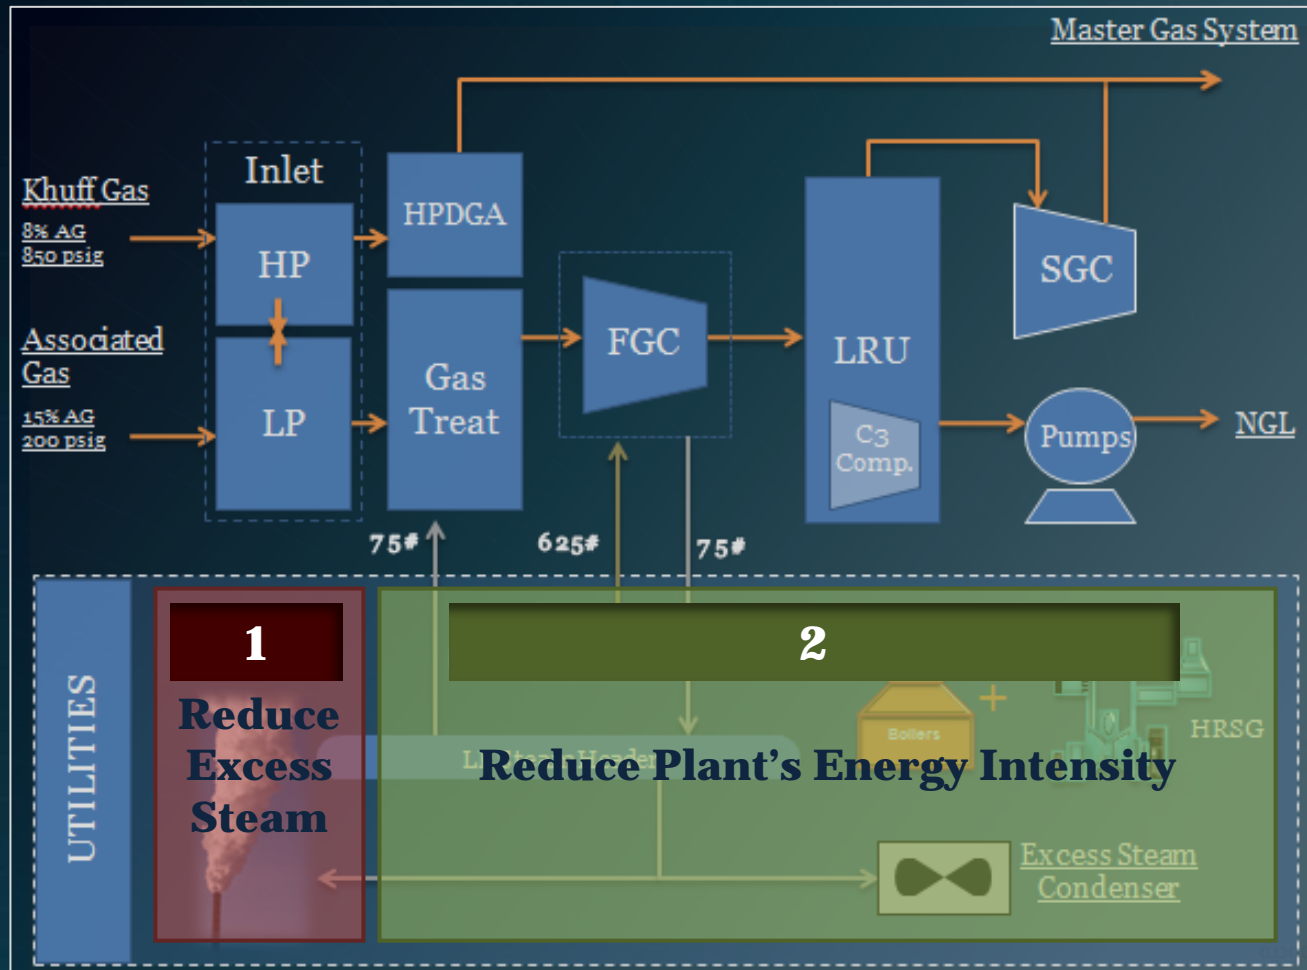 Master Gas System
Inlet
Khuff Gas
8% AG
850 psig
HP
HPDGA
SGC
Associated
Gas
15% AG
200 psig
LP
Gas
Treat
FGC
LRU
C3
Comp.
Pumps
NGL
75#
625#
75#
UTILITIES
1
2
Reduce
Excess
Steam
Reduce Plant's Energy Intensity
Boilers
+
HRSG
Excess Steam
Condenser